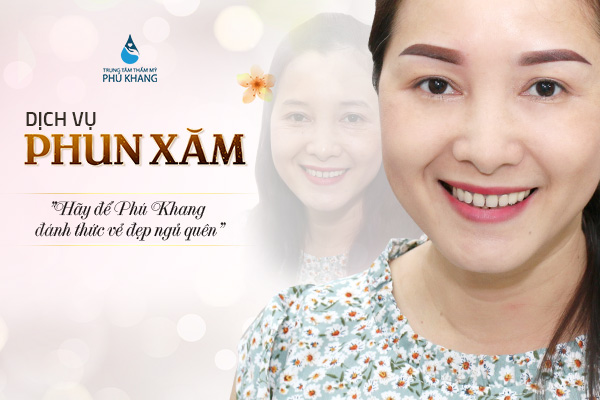 TRUNG TÂM THẨM MỸ
PHÚ KHANG
DỊCH VỤ
PHUN XĂM
"Hãy để Phú Khang
đánh thức vẻ đẹp ngủ quên"